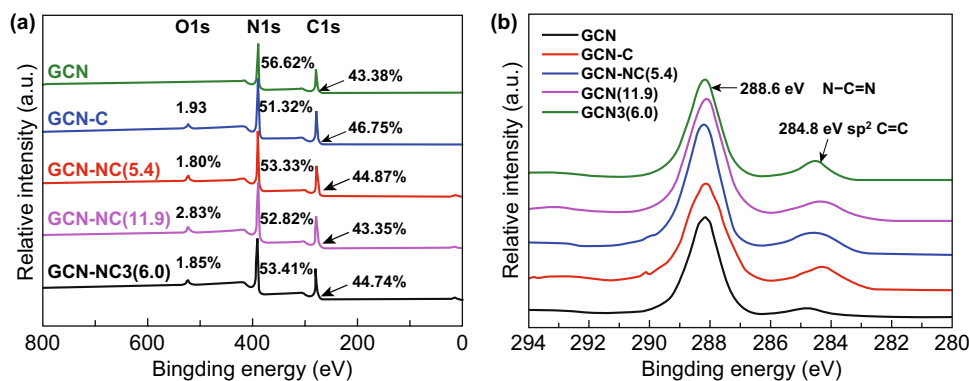 (a)
O1s N1s C1s
GCN 56.62% 43.38%
GCN-C 1.93 51.32% 46.75%
GCN-NC(5.4) 1.80% 53.33% 44.87%
GCN-NC(11.9) 2.83% 52.82% 43.35%
GCN-NC3(6.0) 1.85% 53.41% 44.74%
Relative intensity (a.u.)
800 600 400 200 0
Bingding energy (eV)
(b)
GCN
GCN-C
GCN-NC(5.4)
GCN(11.9)
GCN3(6.0)
288.6 eV N−C=N
284.8 eV sp² C=C
Relative intensity (a.u.)
294 292 290 288 286 284 282 280
Bingding energy (eV)